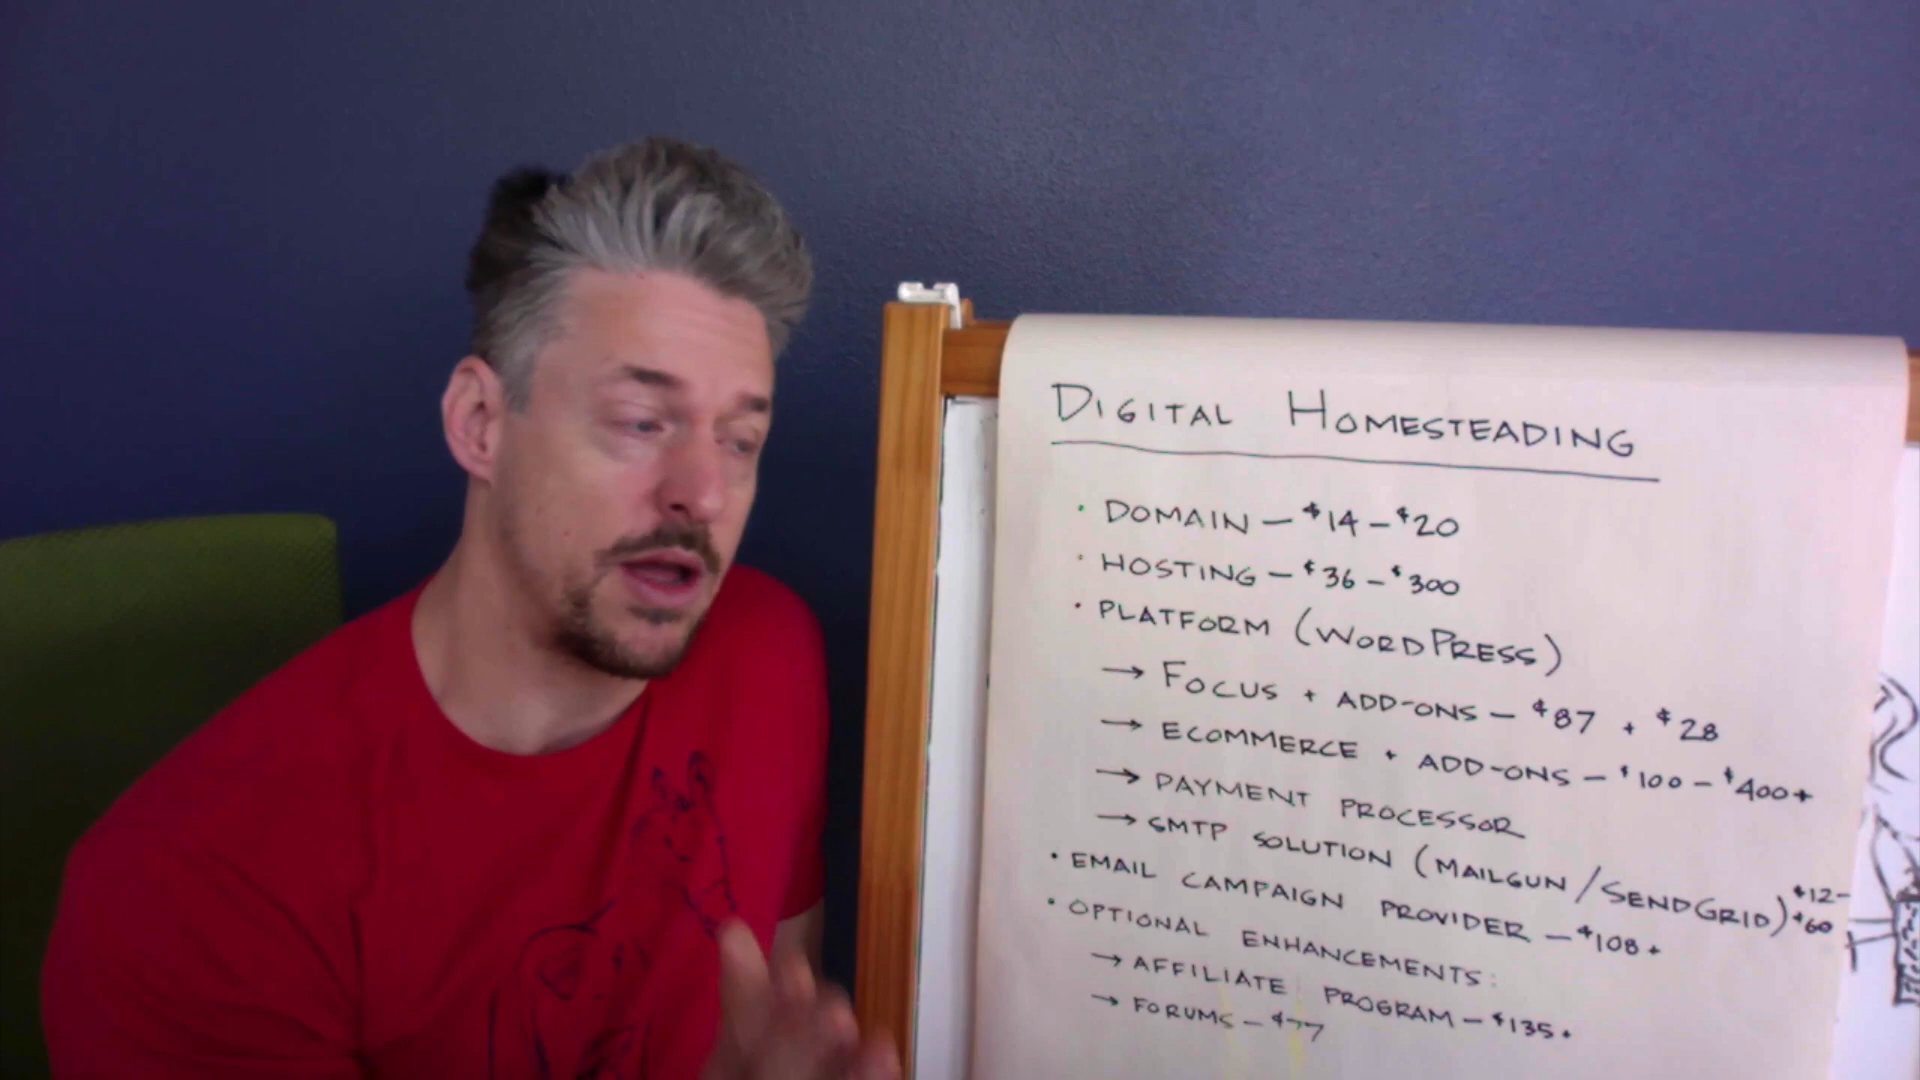 DIGITAL HOMESTEADING
• DOMAIN — $14 – $20
• HOSTING — $36 – $300
• PLATFORM (WORDPRESS)
→ FOCUS + ADD-ONS — $87 + $28
→ ECOMMERCE + ADD-ONS — $100 – $400+
→ PAYMENT PROCESSOR
→ SMTP SOLUTION (MAILGUN/SENDGRID) $12– $60
• EMAIL CAMPAIGN PROVIDER — $108+
• OPTIONAL ENHANCEMENTS:
→ AFFILIATE PROGRAM — $135+
→ FORUMS — $77